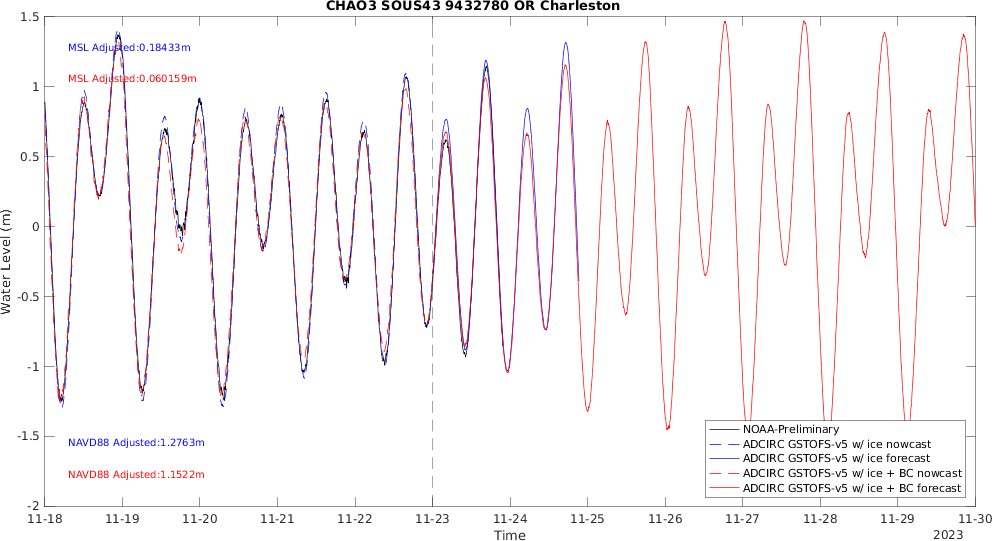 CHAO3 SOUS43 9432780 OR Charleston
MSL Adjusted:0.18433m
MSL Adjusted:0.060159m
NAVD88 Adjusted:1.2763m
NAVD88 Adjusted:1.1522m
Water Level (m)
1.5
1
0.5
0
-0.5
-1
-1.5
-2
NOAA-Preliminary
ADCIRC GSTOFS-v5 w/ ice nowcast
ADCIRC GSTOFS-v5 w/ ice forecast
ADCIRC GSTOFS-v5 w/ ice + BC nowcast
ADCIRC GSTOFS-v5 w/ ice + BC forecast
11-18 11-19 11-20 11-21 11-22 11-23 11-24 11-25 11-26 11-27 11-28 11-29 11-30
Time
2023